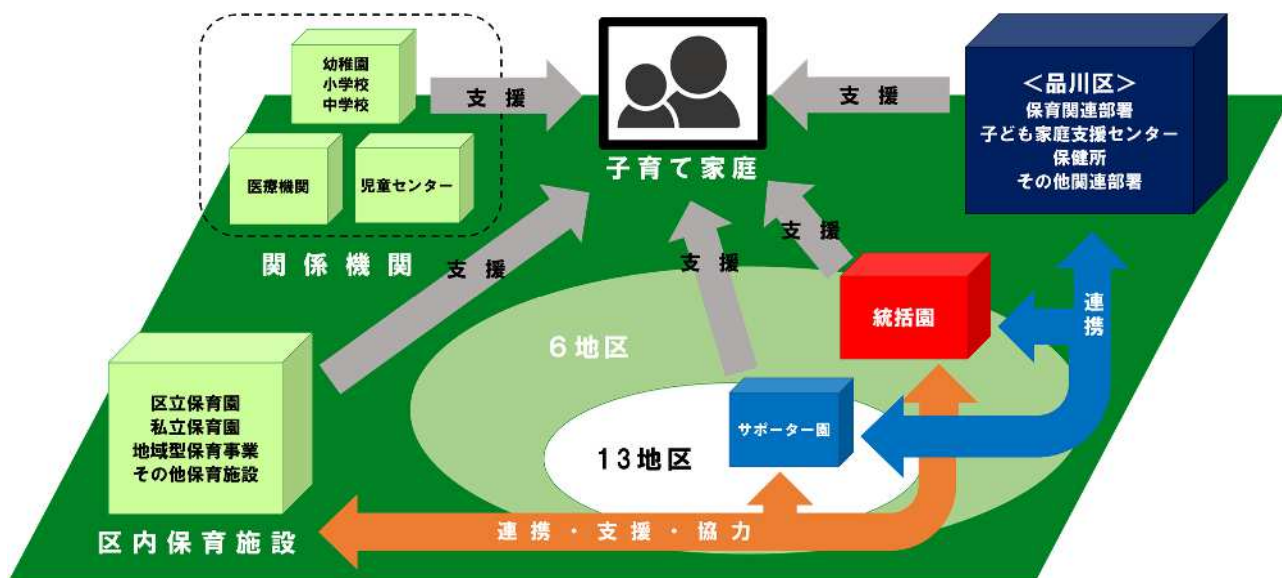 幼稚園
小学校
中学校
医療機関
児童センター
関係機関
支援
子育て家庭
支援
＜品川区＞
保育関連部署
子ども家庭支援センター
保健所
その他関連部署
支援
支援
支援
統括園
連携
6地区
サポーター園
13地区
区立保育園
私立保育園
地域型保育事業
その他保育施設
区内保育施設
連携・支援・協力